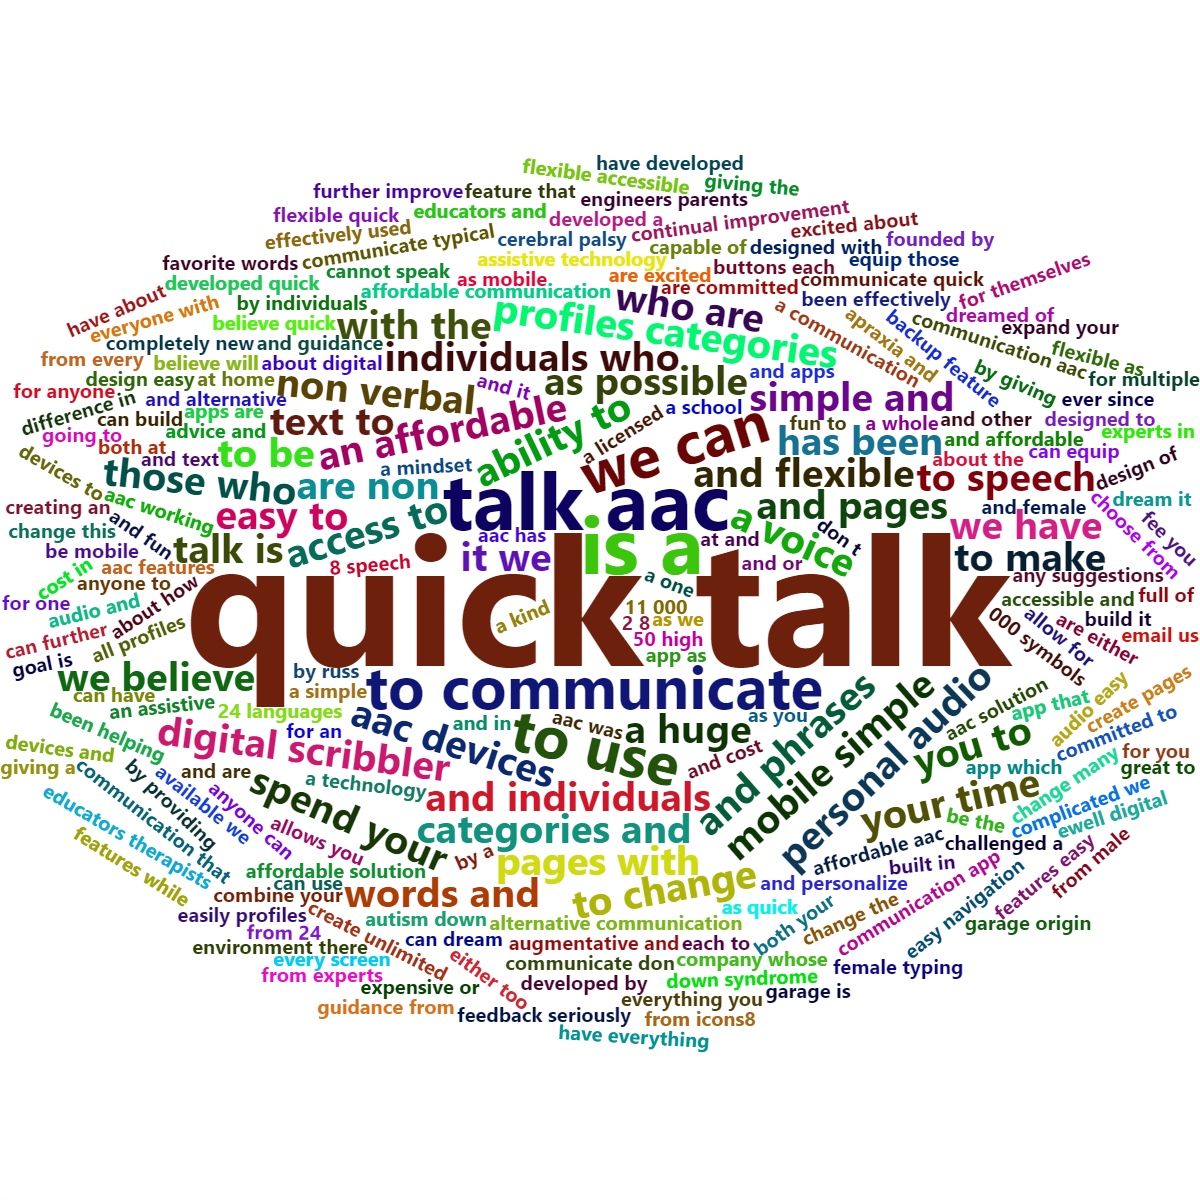 have developed
flexible accessible
giving the
further improve
feature that
engineers parents
flexible quick
educators and
developed a
continual improvement
excited about
effectively used
communicate typical
cerebral palsy
capable of
designed with
founded by
favorite words
cannot speak
assistive technology
are excited
buttons each
equip those
developed quick
as mobile
are committed
communicate quick
for themselves
have about
everyone with
by individuals
affordable communication
who are
a communication
been effectively
dreamed of
believe quick
with the
profiles categories
apraxia and
backup feature
communication aac
expand your
completely new
and guidance
from every
believe will
about digital
individuals who
and apps
by giving
flexible as
for multiple
design easy
at home
non verbal
and it
as possible
simple and
for anyone
and alternative
an affordable
ability to
a licensed
a school
ever since
difference in
can build
apps are
text to
we can
fun to
a whole
and other
designed to
going to
advice and
to be
has been
and affordable
can equip
experts in
both at
and text
a mindset
those who
are non
and flexible
to speech
about the
design of
devices to
aac working
talk aac
and pages
and female
choose from
dream it
creating an
and fun
easy to
access to
a voice
don t
we have
fee you
change this
be mobile
talk is
aac has
it we
is a
at and
to make
cost in
aac features
8 speech
and or
any suggestions
anyone to
a one
for one
audio and
about how
quick talk
a kind
11 000
accessible and
full of
can further
all profiles
2 8
as we
000 symbols
allow for
are either
build it
email us
goal is
50 high
app as
we believe
by russ
to communicate
can have
a simple
and phrases
mobile simple
personal audio
aac solution
app that
audio easy
create pages
been helping
an assistive
24 languages
aac devices
and in
aac was
a huge
as you
you to
committed to
devices and
for an
digital scribbler
to use
and cost
app which
for you
giving a
communication that
by providing
available we
and are
spend your
a technology
your time
change many
great to
educators therapists
anyone can
and individuals
be the
complicated we
ewell digital
features while
allows you
categories and
affordable aac
challenged a
from male
affordable solution
by a
pages with
built in
communication app
easy navigation
features easy
combine your
can use
words and
to change
and personalize
easily profiles
create unlimited
autism down
alternative communication
as quick
both your
change the
garage origin
from 24
environment there
can dream
augmentative and
each to
every screen
either too
communicate don
company whose
female typing
from experts
expensive or
developed by
down syndrome
garage is
guidance from
feedback seriously
everything you
from icons8
have everything